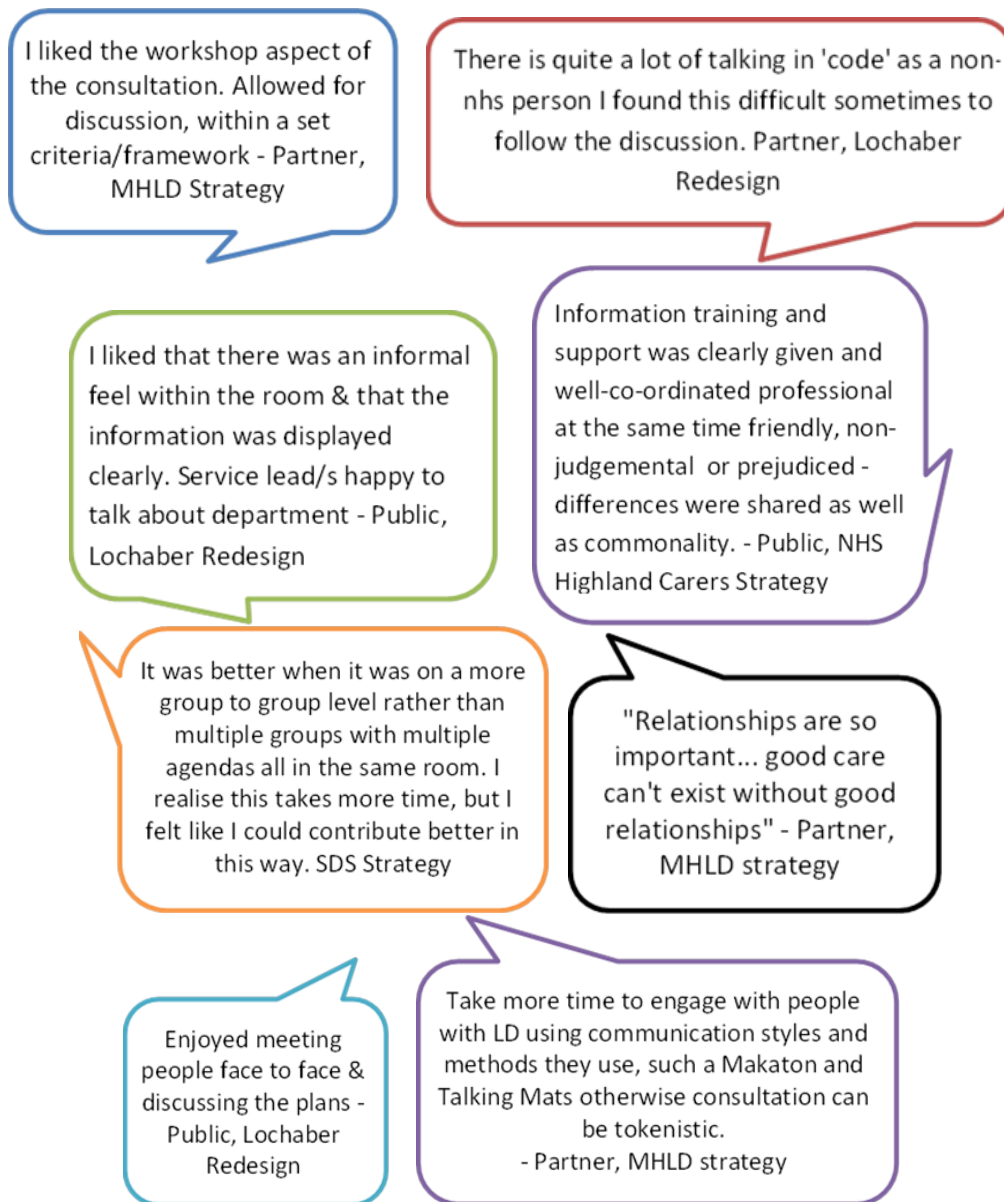 I liked the workshop aspect of
the consultation. Allowed for
discussion, within a set
criteria/framework - Partner,
MHLD Strategy
There is quite a lot of talking in 'code' as a non-
nhs person I found this difficult sometimes to
follow the discussion. Partner, Lochaber
Redesign
I liked that there was an informal
feel within the room & that the
information was displayed
clearly. Service lead/s happy to
talk about department - Public,
Lochaber Redesign
Information training and
support was clearly given and
well-co-ordinated professional
at the same time friendly, non-
judgemental or prejudiced -
differences were shared as well
as commonality. - Public, NHS
Highland Carers Strategy
It was better when it was on a more
group to group level rather than
multiple groups with multiple
agendas all in the same room. I
realise this takes more time, but I
felt like I could contribute better in
this way. SDS Strategy
"Relationships are so
important... good care
can't exist without good
relationships" - Partner,
MHLD strategy
Enjoyed meeting
people face to face &
discussing the plans -
Public, Lochaber
Redesign
Take more time to engage with people
with LD using communication styles and
methods they use, such a Makaton and
Talking Mats otherwise consultation can
be tokenistic.
- Partner, MHLD strategy